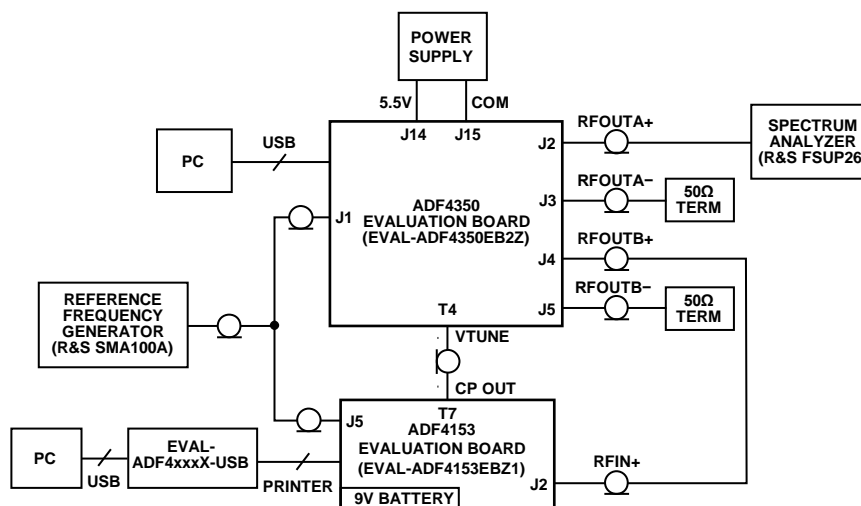 POWER
SUPPLY
5.5V
COM
J14
J15
PC
USB
J2
RFOUTA+
SPECTRUM
ANALYZER
(R&S FSUP26
RFOUTA−
J3
50Ω
TERM
ADF4350
EVALUATION BOARD
(EVAL-ADF4350EB2Z)
J1
RFOUTB+
J4
RFOUTB−
J5
50Ω
TERM
REFERENCE
FREQUENCY
GENERATOR
(R&S SMA100A)
T4
VTUNE
CP OUT
T7
J5
ADF4153
EVALUATION BOARD
(EVAL-ADF4153EBZ1)
PC
USB
EVAL-
ADF4xxxX-USB
PRINTER
J2
RFIN+
9V BATTERY